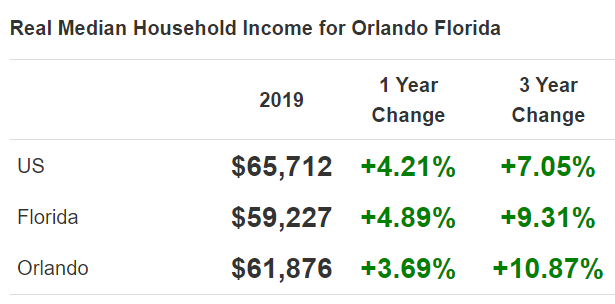 Real Median Household Income for Orlando Florida
2019 1 Year Change 3 Year Change
US $65,712 +4.21% +7.05%
Florida $59,227 +4.89% +9.31%
Orlando $61,876 +3.69% +10.87%